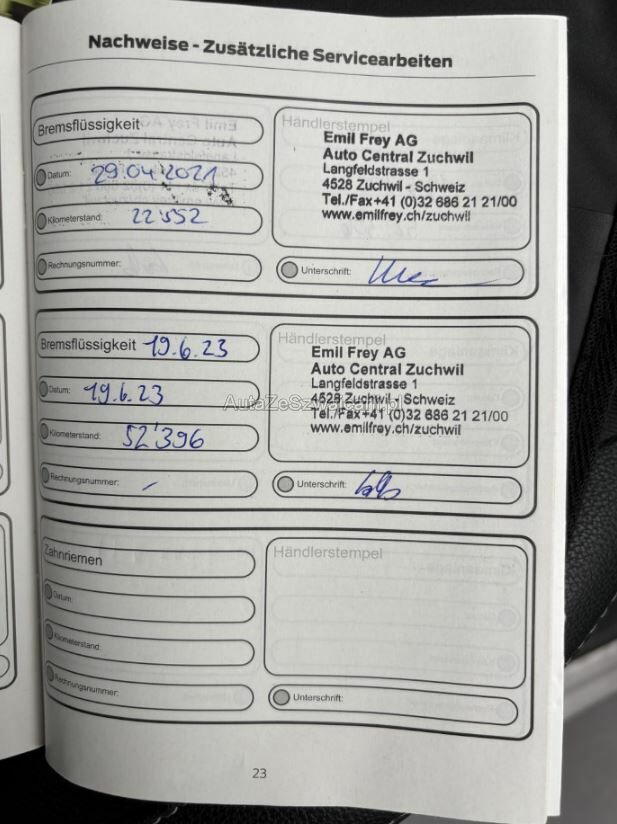 Nachweise - Zusätzliche Servicearbeiten
Bremsflüssigkeit
Datum: 29.04.2021
Kilometerstand: 22'552
Rechnungsnummer:
Händlerstempel
Emil Frey AG
Auto Central Zuchwil
Langfeldstrasse 1
4528 Zuchwil - Schweiz
Tel./Fax+41 (0)32 686 21 21/00
www.emilfrey.ch/zuchwil
Unterschrift:
Bremsflüssigkeit 19.6.23
Datum: 19.6.23
Kilometerstand: 52'396
Rechnungsnummer: -
Händlerstempel
Emil Frey AG
Auto Central Zuchwil
Langfeldstrasse 1
4528 Zuchwil - Schweiz
Tel./Fax+41 (0)32 686 21 21/00
www.emilfrey.ch/zuchwil
Unterschrift:
AutaZeSzwajcarii.pl
Zahnriemen
Datum:
Kilometerstand:
Rechnungsnummer:
Händlerstempel
Unterschrift:
23